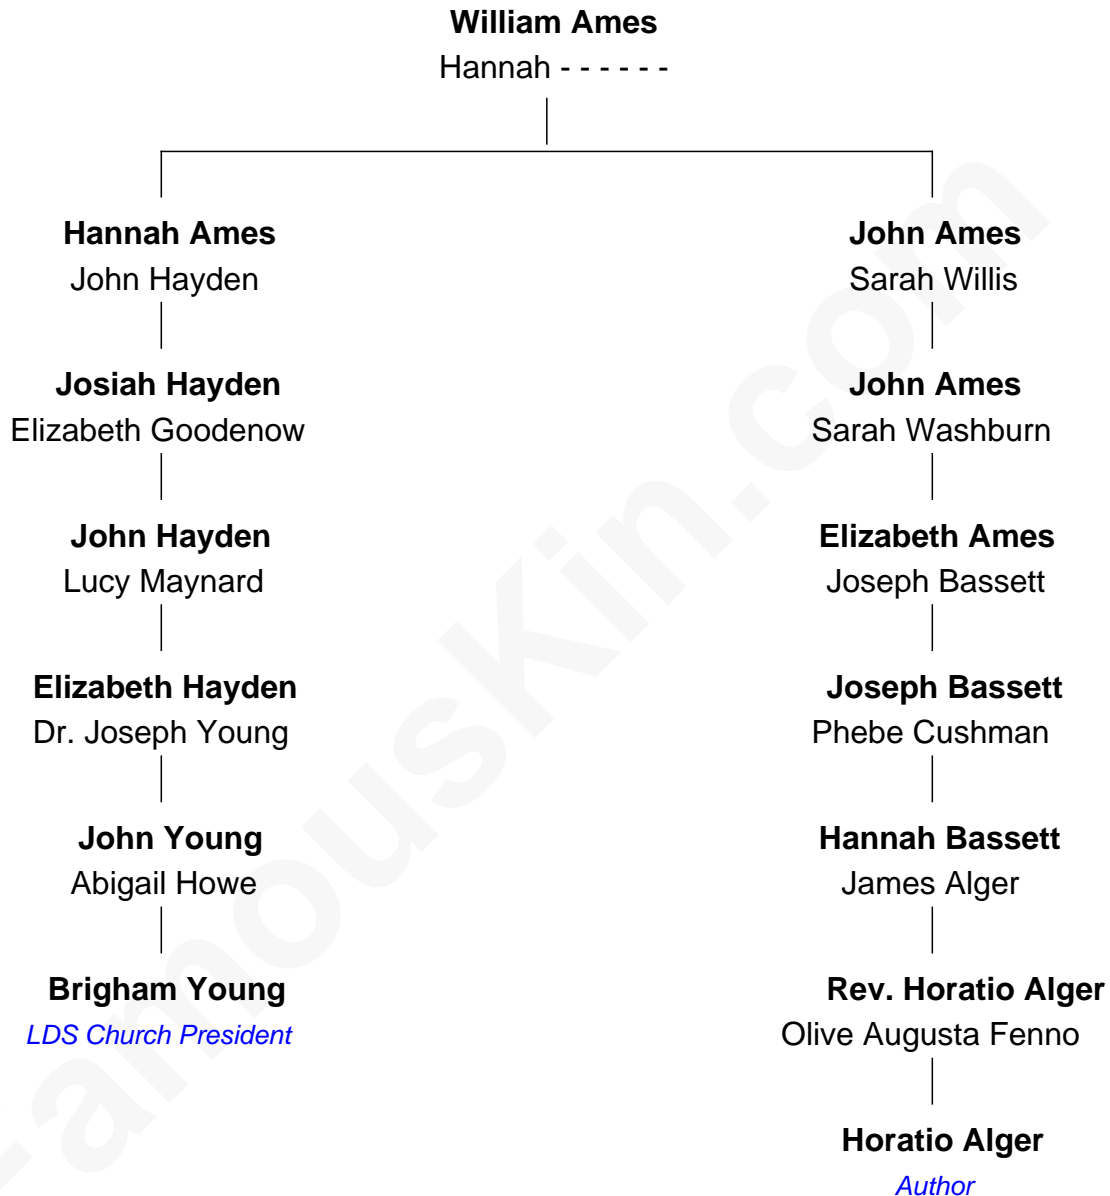 William Ames
Hannah - - - - - -
Hannah Ames
John Hayden
John Ames
Sarah Willis
Josiah Hayden
Elizabeth Goodenow
John Ames
Sarah Washburn
John Hayden
Lucy Maynard
Elizabeth Ames
Joseph Bassett
Elizabeth Hayden
Dr. Joseph Young
Joseph Bassett
Phebe Cushman
John Young
Abigail Howe
Hannah Bassett
James Alger
Brigham Young
LDS Church President
Rev. Horatio Alger
Olive Augusta Fenno
Horatio Alger
Author
FamousKin.com